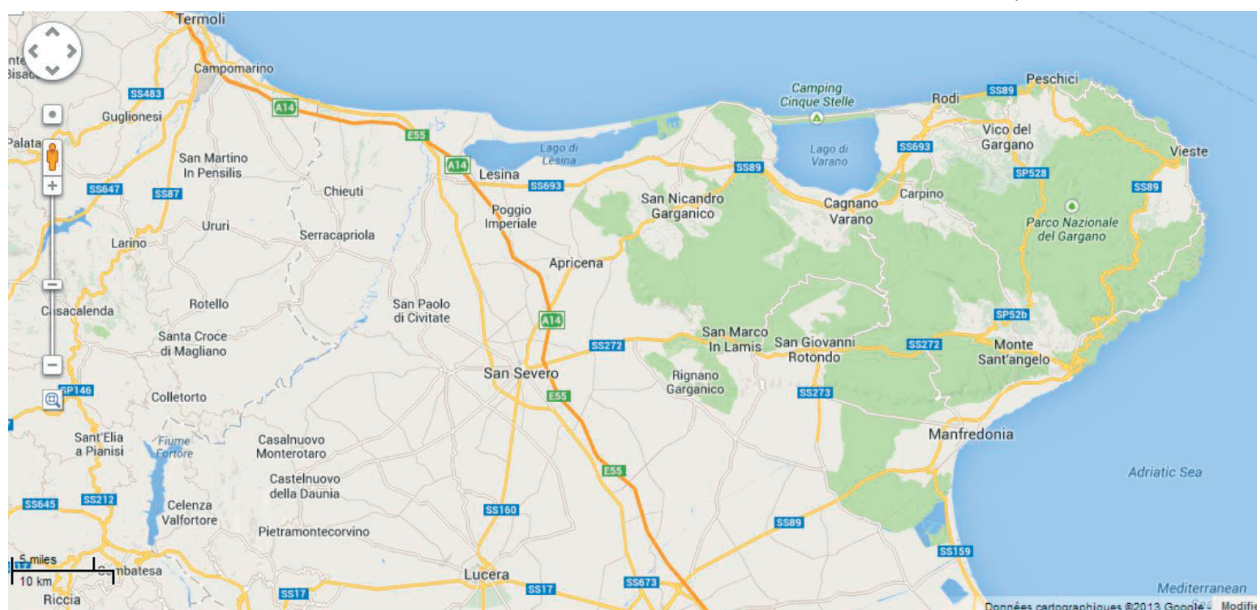 Termoli
Campomarino
SS483
Guglionesi
A14
E55
Palata
San Martino
In Pensilis
SS647
SS87
Chieuti
Ururi
Serracapriola
Larino
A14
Lesina
Lago di
Lesina
SS693
Poggio
Imperiale
Apricena
San Nicandro
Garganico
SS89
Camping
Cinque Stelle
Lago di
Varano
Cagnano
Varano
Carpino
SS693
Rodi
SS89
Peschici
Vico del
Gargano
SP528
Vieste
SS89
Parco Nazionale
del Gargano
Casacalenda
Rotello
Santa Croce
di Magliano
San Paolo
di Civitate
A14
SS272
San Marco
In Lamis
San Giovanni
Rotondo
SS272
SP52b
Monte
Sant'angelo
San Severo
E55
Rignano
Garganico
SS273
SP146
Colletorto
Manfredonia
Sant'Elia
a Pianisi
Fiume
Fortore
Casalnuovo
Monterotaro
Castelnuovo
della Daunia
E55
Adriatic Sea
SS212
SS645
Celenza
Valfortore
Pietramontecorvino
SS160
SS89
SS159
5 miles
10 km
SS17
Riccia
SS17
Lucera
SS17
SS673
Mediterranean
Données cartographiques ©2013 Google -